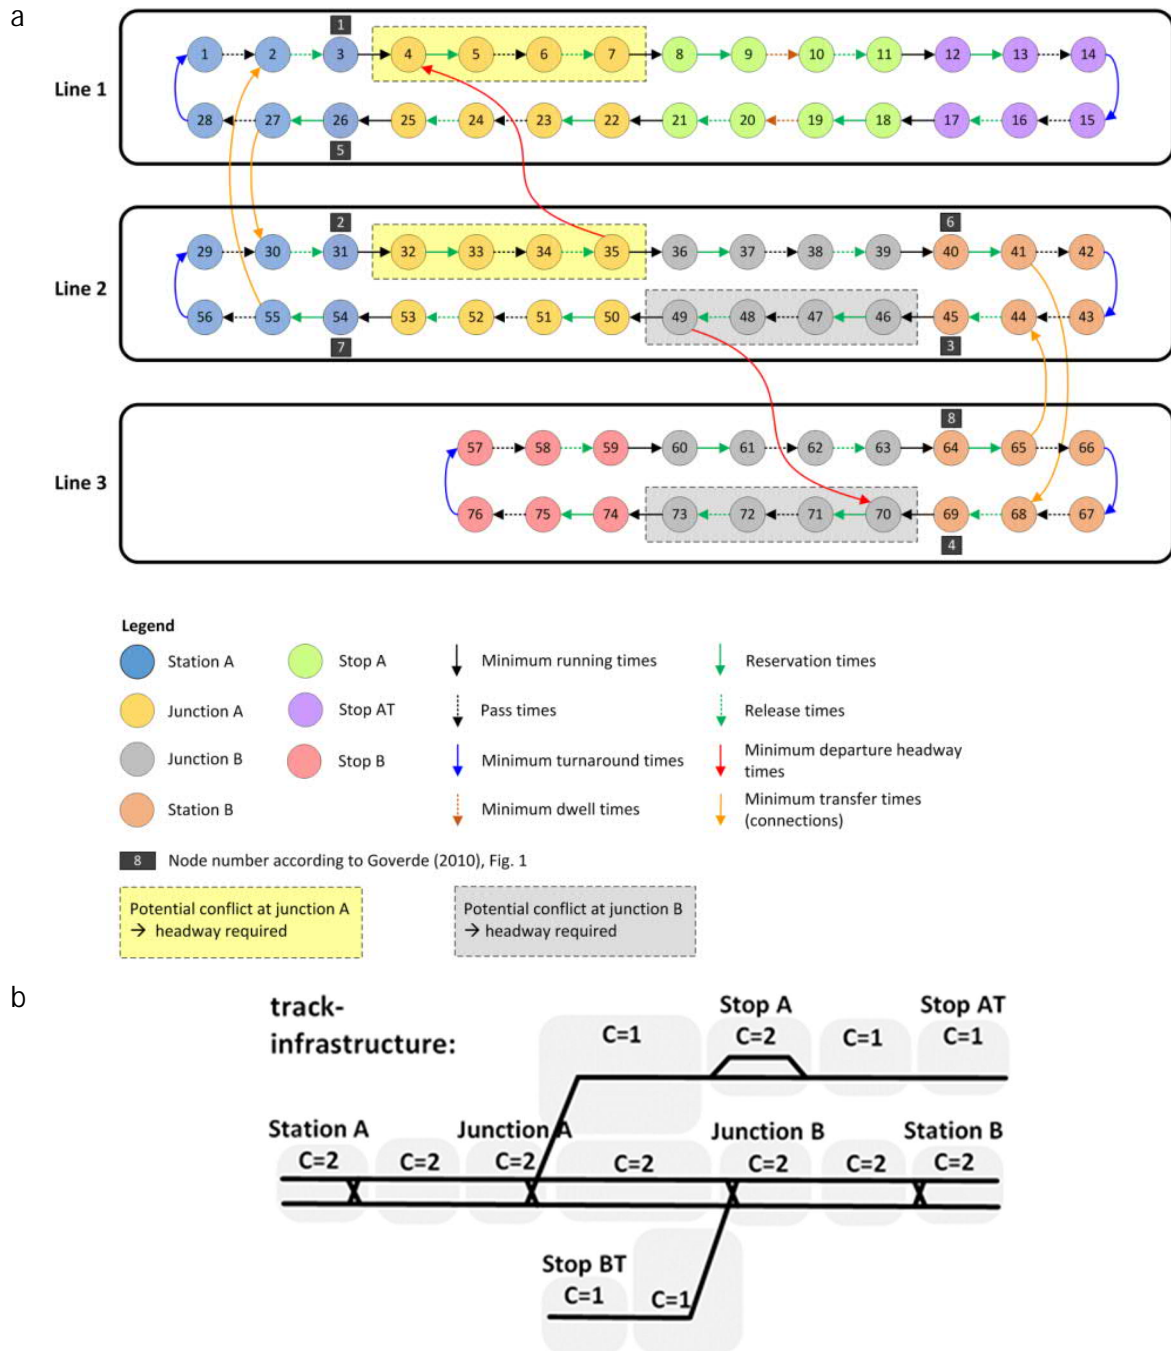 a
1
1 2 3 4 5 6 7 8 9 10 11 12 13 14
Line 1
28 27 26 25 24 23 22 21 20 19 18 17 16 15
5
2 6
29 30 31 32 33 34 35 36 37 38 39 40 41 42
Line 2
56 55 54 53 52 51 50 49 48 47 46 45 44 43
7 3
8
57 58 59 60 61 62 63 64 65 66
Line 3
76 75 74 73 72 71 70 69 68 67
4
Legend
Station A Stop A Minimum running times Reservation times
Junction A Stop AT Pass times Release times
Junction B Stop B Minimum turnaround times Minimum departure headway
times
Station B Minimum dwell times Minimum transfer times
(connections)
8 Node number according to Goverde (2010), Fig. 1
Potential conflict at junction A Potential conflict at junction B
→ headway required → headway required
b
track-
infrastructure:
Stop A Stop AT
C=1 C=2 C=1 C=1
Station A Junction A Junction B Station B
C=2 C=2 C=2 C=2 C=2 C=2 C=2
Stop BT
C=1 C=1